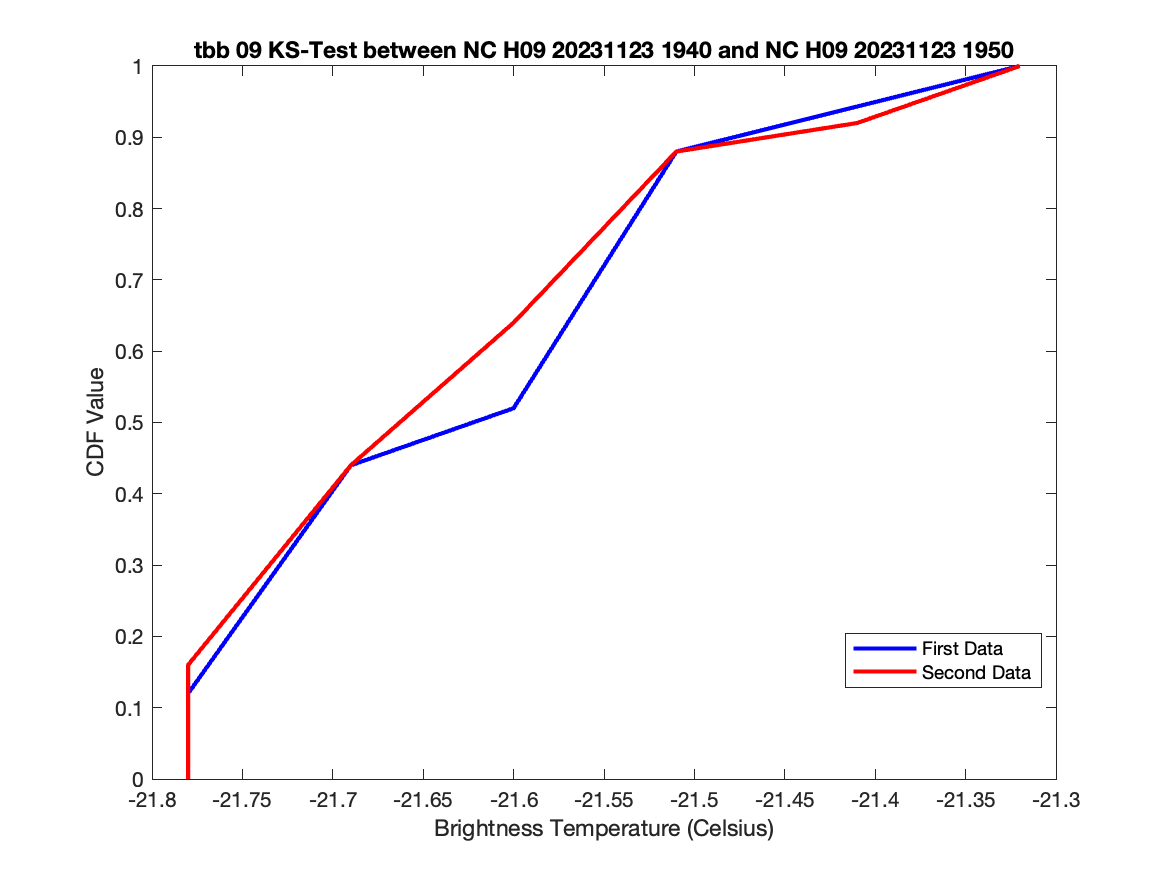 tbb 09 KS-Test between NC H09 20231123 1940 and NC H09 20231123 1950
1
0.9
0.8
0.7
0.6
0.5
0.4
0.3
0.2
0.1
0
CDF Value
First Data
Second Data
-21.8 -21.75 -21.7 -21.65 -21.6 -21.55 -21.5 -21.45 -21.4 -21.35 -21.3
Brightness Temperature (Celsius)